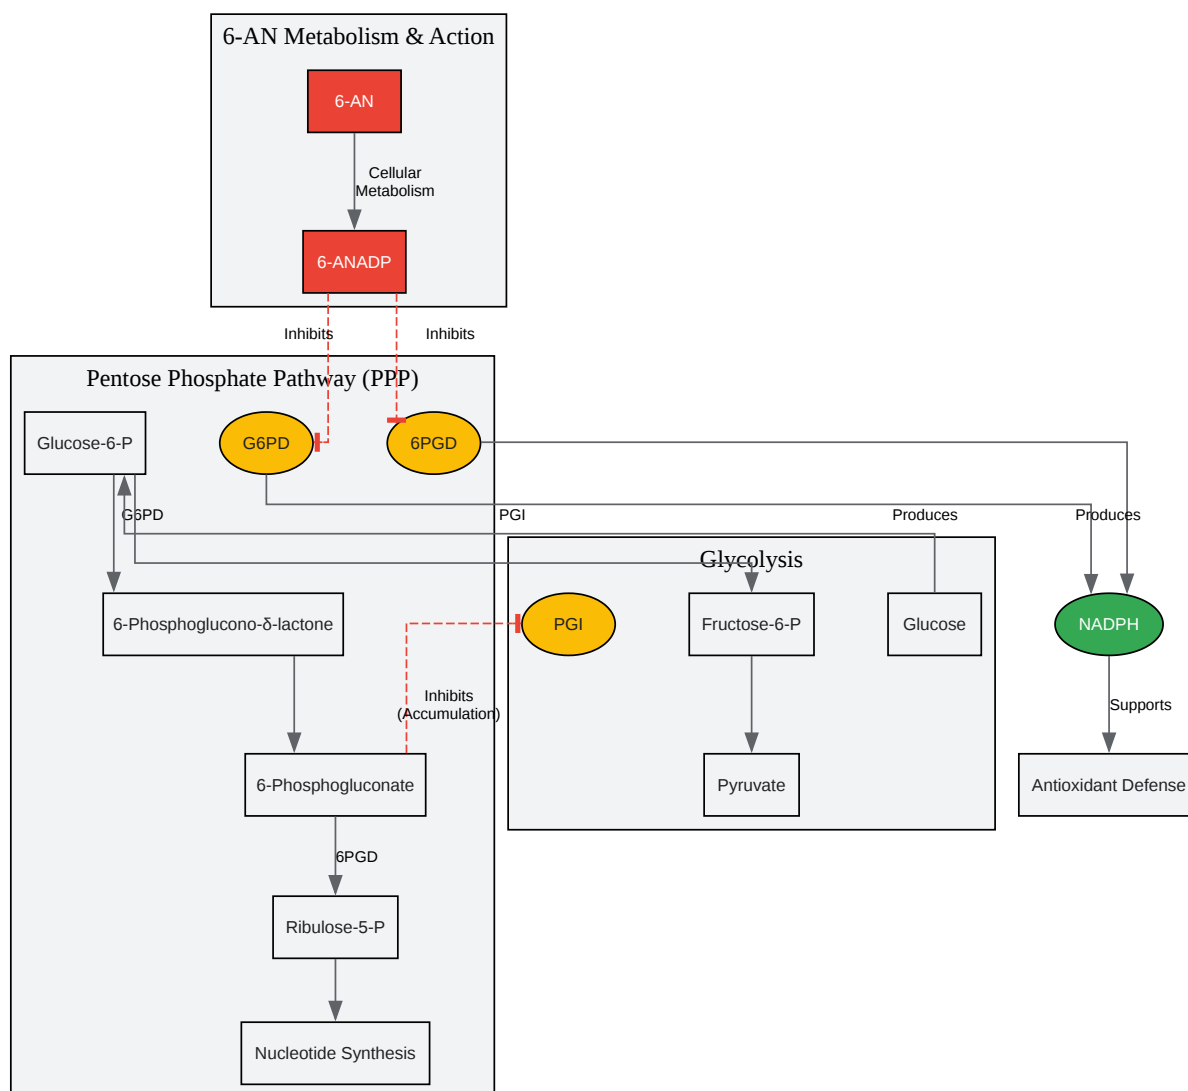 6-AN Metabolism & Action
6-AN
Cellular
Metabolism
6-ANADP
Inhibits
Inhibits
Pentose Phosphate Pathway (PPP)
Glucose-6-P
G6PD
6PGD
G6PD
PGI
Produces
Produces
Glycolysis
6-Phosphoglucono-δ-lactone
PGI
Fructose-6-P
Glucose
NADPH
Inhibits
(Accumulation)
Supports
6-Phosphogluconate
Pyruvate
Antioxidant Defense
6PGD
Ribulose-5-P
Nucleotide Synthesis